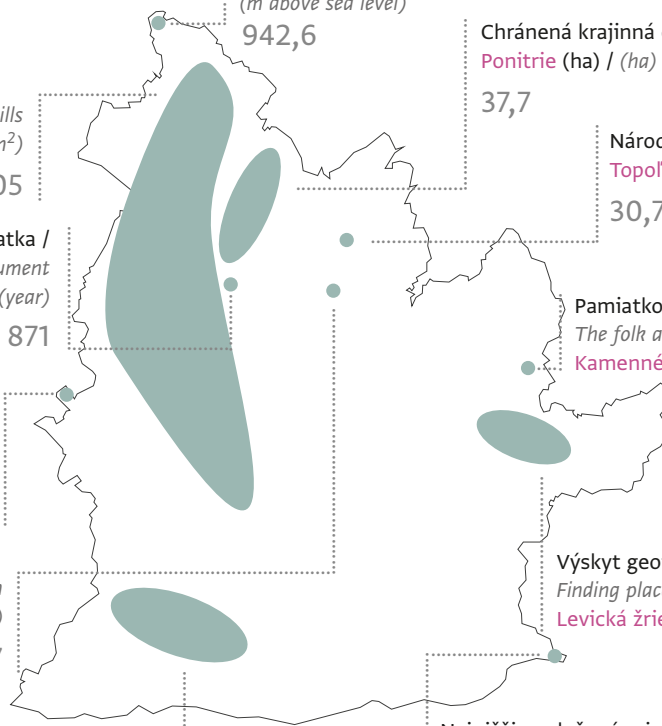 (m above sea level)
942,6
Chránená krajinná
Ponitrie (ha) / (ha)
37,7
ills
m²)
05
Národ
Topoľ
30,7
atka /
ument
(year)
871
Pamiatko
The folk a
Kamenné
Výskyt geo
Finding plac
Levická žrie